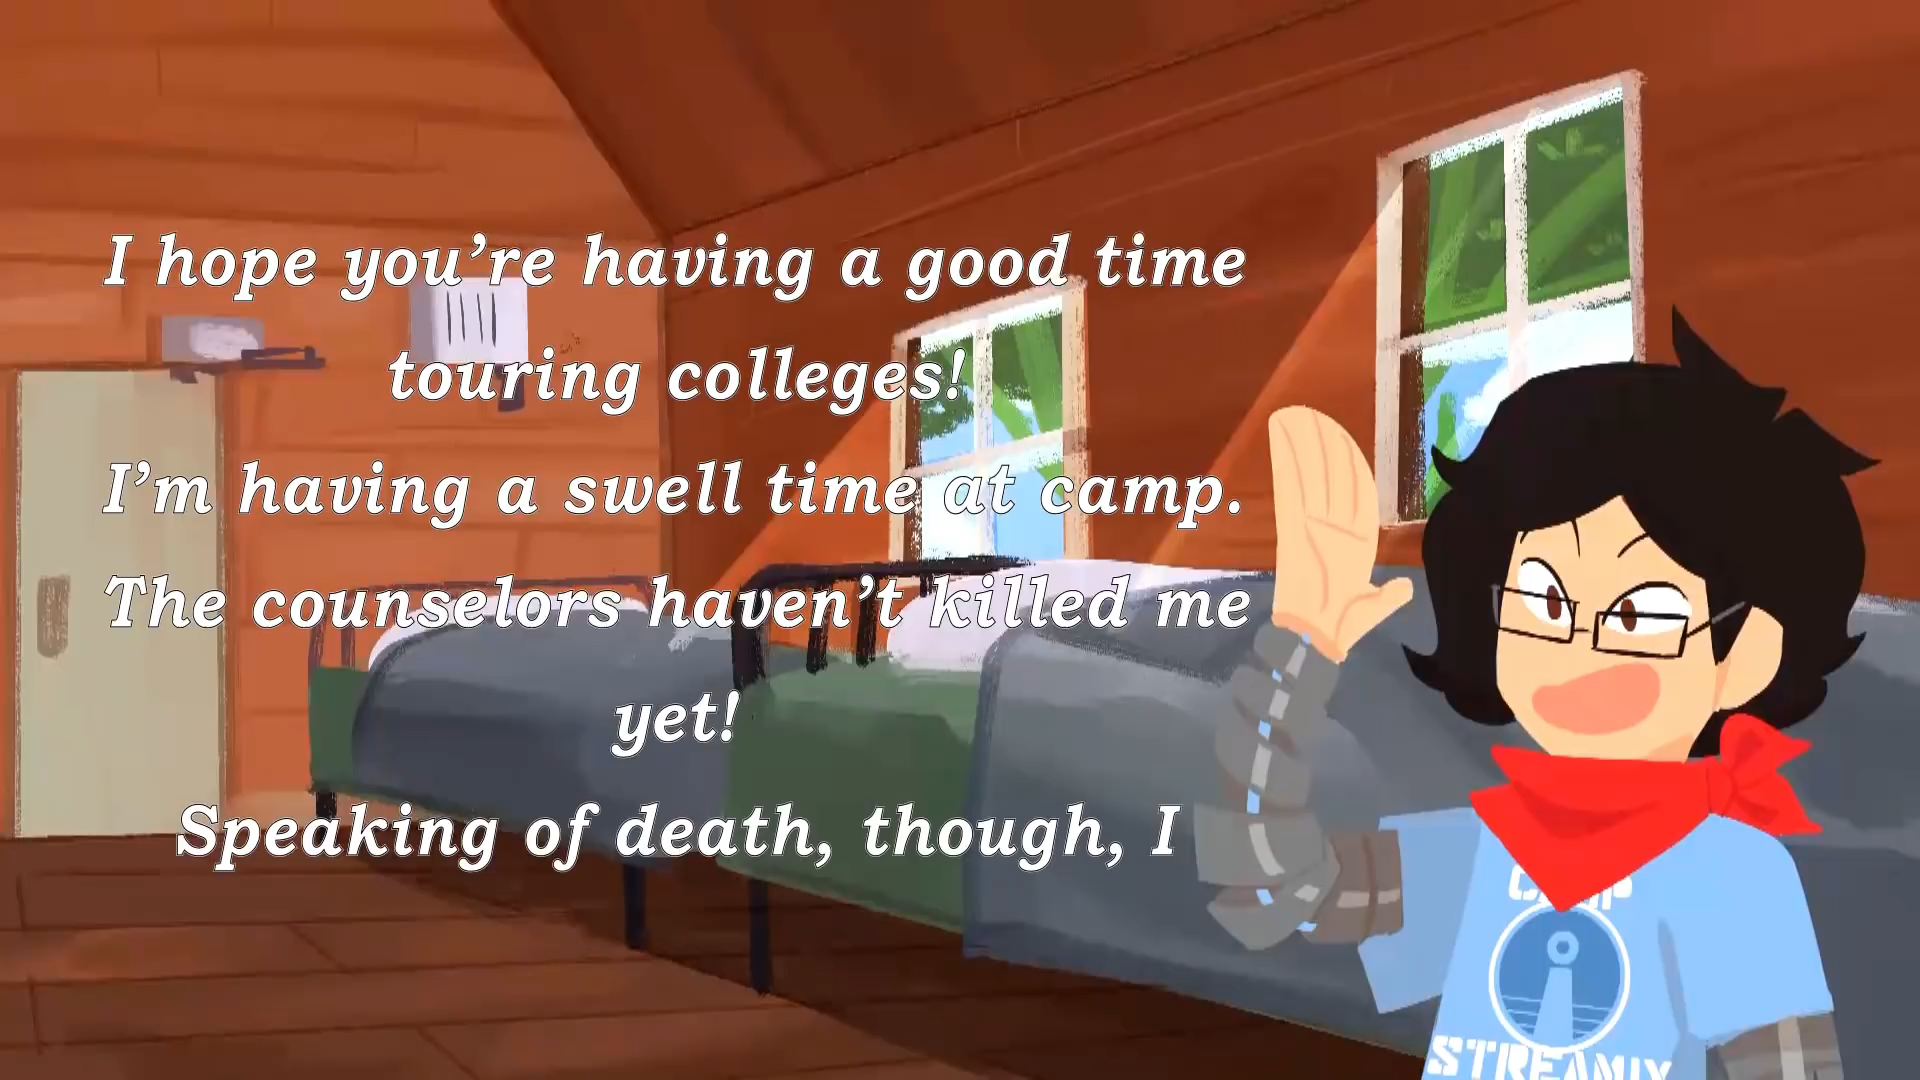 I hope you’re having a good time
touring colleges!
I’m having a swell time at camp.
The counselors haven’t killed me
yet!
Speaking of death, though, I
STREAMIX